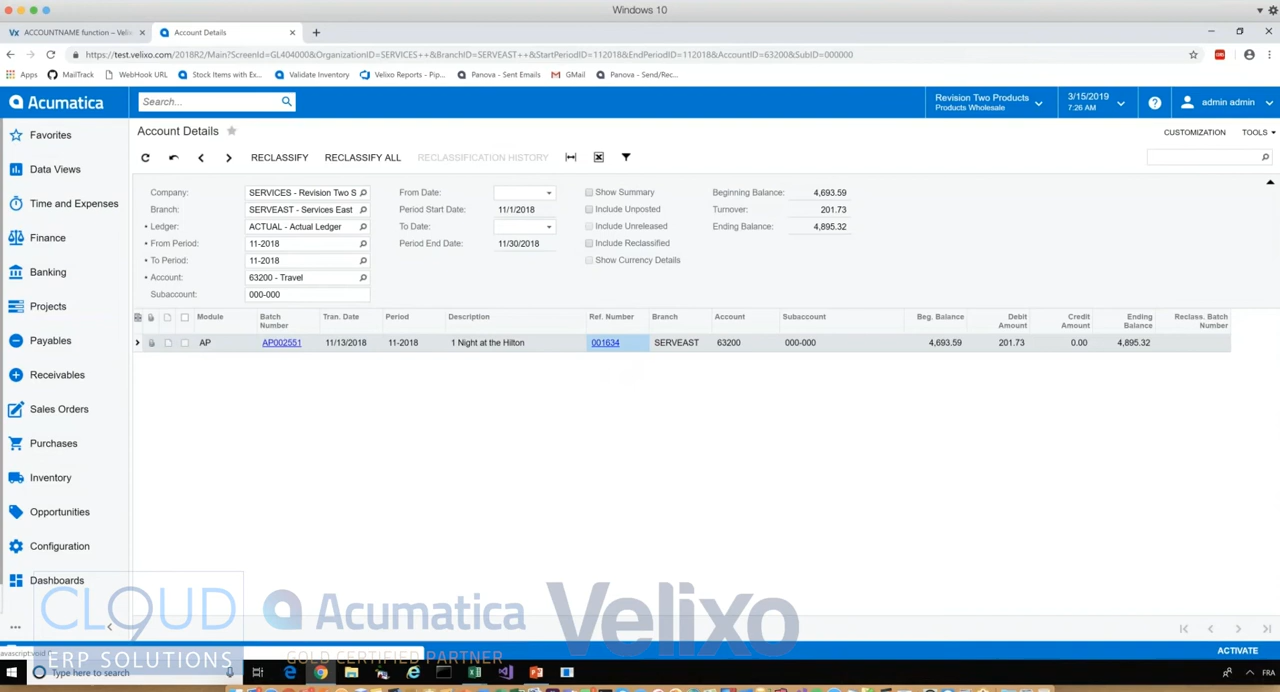 Windows 10
ACCOUNTNAME function – Veli
Account Details
https://test.velixo.com/2018R2/Main?ScreenId=GL404000&OrganizationID=SERVICES++&BranchID=SERVEAST++&StartPeriodID=112018&EndPeriodID=112018&AccountID=63200&SubID=000000
Apps MailTrack WebHook URL Stock Items with Ex... Validate Inventory Velixo Reports - Pip... Panova - Sent Emails GMail Panova - Send/Rec...
Acumatica Search... Revision Two Products Products Wholesale 3/15/2019 7:26 AM ? admin admin
Favorites
Data Views
Time and Expenses
Finance
Banking
Projects
Payables
Receivables
Sales Orders
Purchases
Inventory
Opportunities
Configuration
Dashboards
Account Details
CUSTOMIZATION TOOLS
RECLASSIFY RECLASSIFY ALL RECLASSIFICATION HISTORY
Company: SERVICES - Revision Two S From Date: Show Summary Beginning Balance: 4,693.59
Branch: SERVEAST - Services East Period Start Date: 11/1/2018 Include Unposted Turnover: 201.73
• Ledger: ACTUAL - Actual Ledger To Date: Include Unreleased Ending Balance: 4,895.32
• From Period: 11-2018 Period End Date: 11/30/2018 Include Reclassified
• To Period: 11-2018 Show Currency Details
• Account: 63200 - Travel
Subaccount: 000-000
Module Batch Number Tran. Date Period Description Ref. Number Branch Account Subaccount Beg. Balance Debit Amount Credit Amount Ending Balance Reclass. Batch Number
AP AP002551 11/13/2018 11-2018 1 Night at the Hilton 001634 SERVEAST 63200 000-000 4,693.59 201.73 0.00 4,895.32
CLOUD 9 ERP SOLUTIONS
Acumatica
GOLD CERTIFIED PARTNER
Velixo
ACTIVATE
avascript:void
Type here to search
FRA